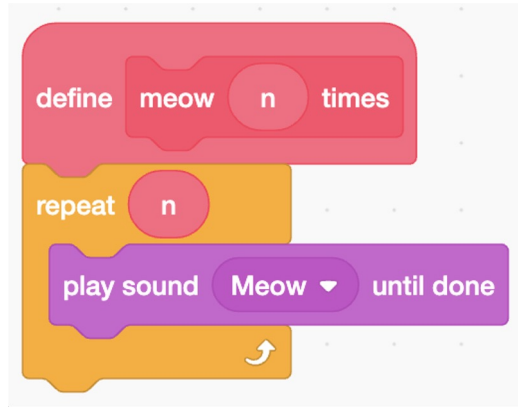 define meow n times
repeat n
play sound Meow until done